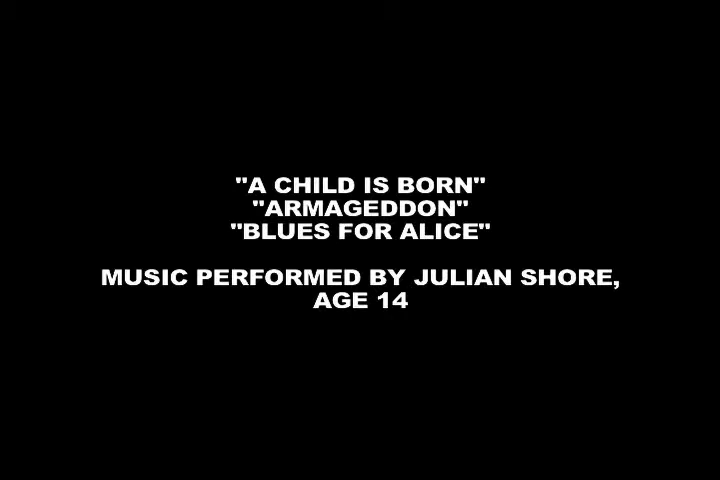 "A CHILD IS BORN"
"ARMAGEDDON"
"BLUES FOR ALICE"
MUSIC PERFORMED BY JULIAN SHORE,
AGE 14